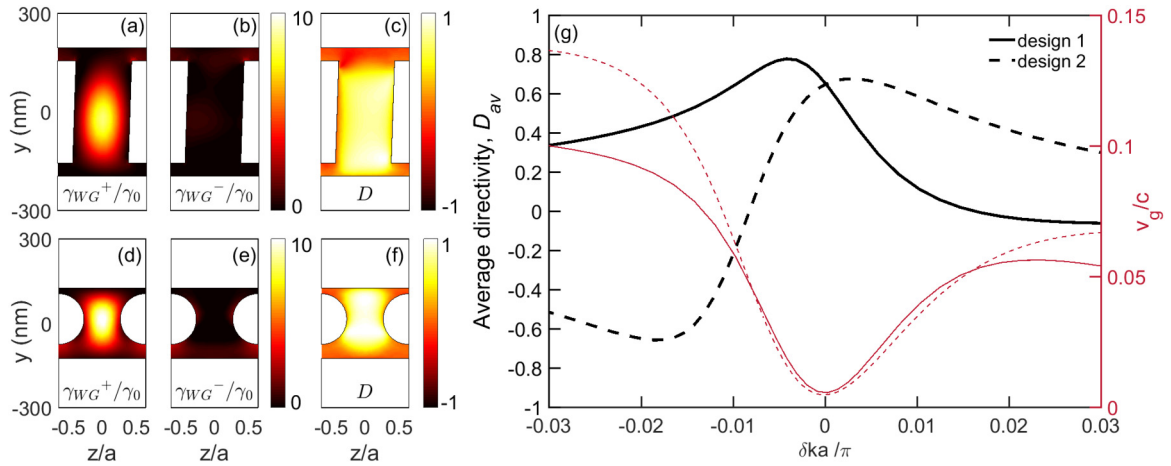 300
(a)
(b)
10
(c)
1
y (nm)
0
-300
γWG+/γ0
γWG−/γ0
0
D
-1
300
(d)
(e)
10
(f)
1
y (nm)
0
-300
γWG+/γ0
γWG−/γ0
0
D
-1
-0.5 0 0.5
-0.5 0 0.5
-0.5 0 0.5
z/a
z/a
z/a
(g)
design 1
design 2
Average directivity, Dav
1
0.8
0.6
0.4
0.2
0
-0.2
-0.4
-0.6
-0.8
-1
0.15
0.1
0.05
0
vg/c
-0.03 -0.02 -0.01 0 0.01 0.02 0.03
δka /π